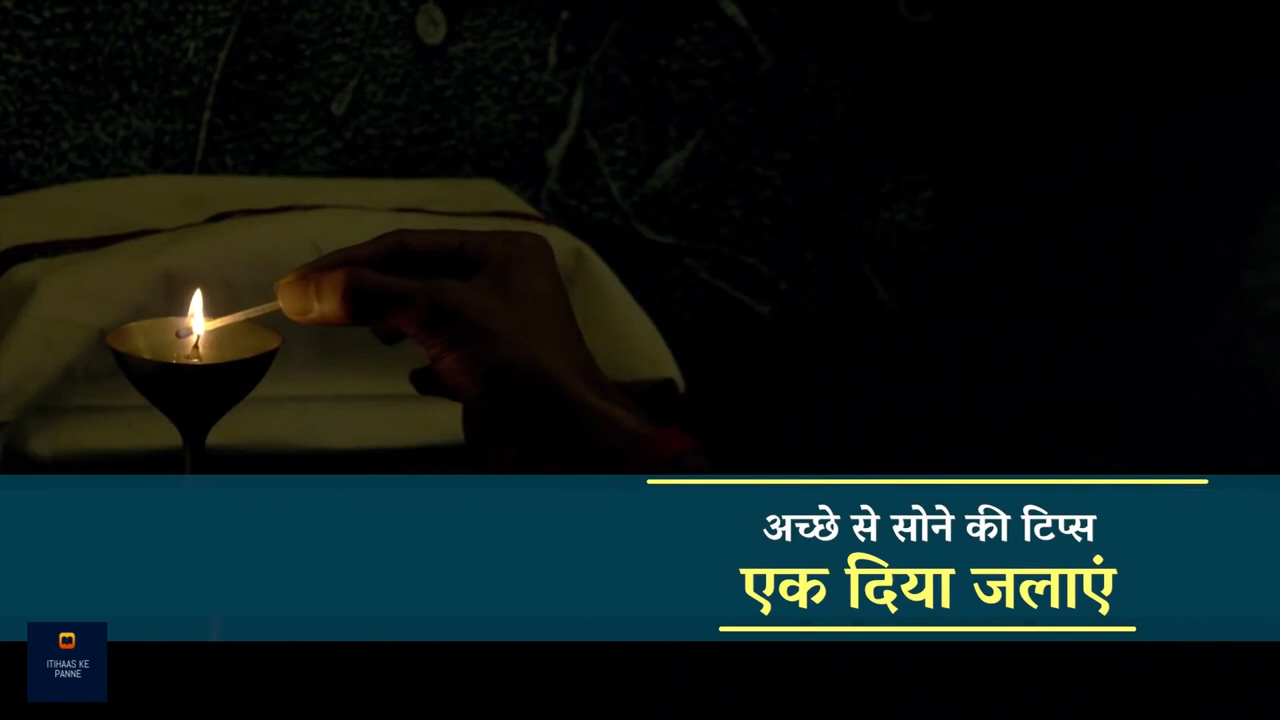 अच्छे से सोने की टिप्स
एक दिया जलाएं
ITIHAAS KE
PANNE